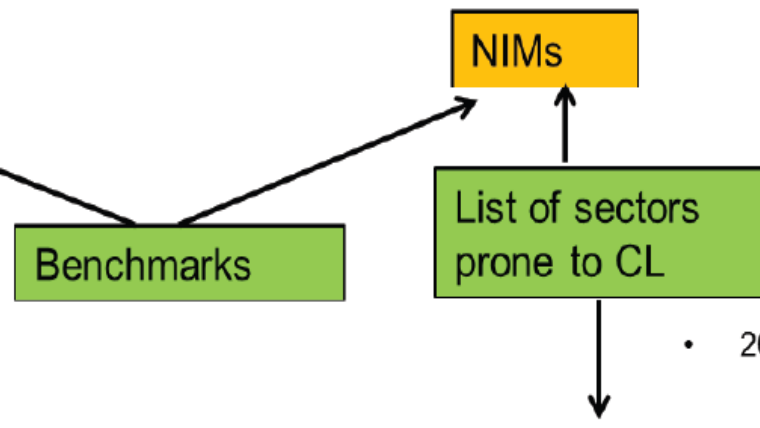 NIMs
List of sectors
prone to CL
Benchmarks
•